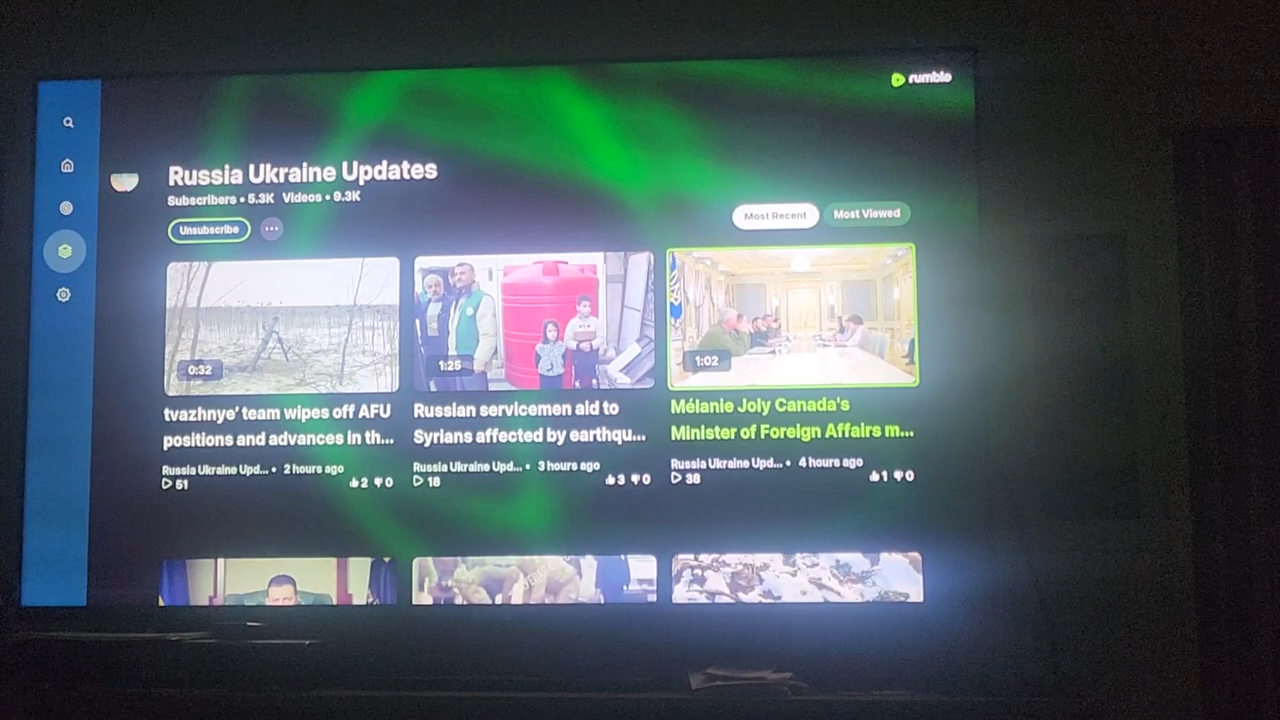 rumble
Russia Ukraine Updates
Subscribers • 5.3K Videos • 9.3K
Unsubscribe
Most Recent
Most Viewed
0:32
1:25
1:02
tvazhnye' team wipes off AFU
positions and advances in th...
Russian servicemen aid to
Syrians affected by earthqu...
Mélanie Joly Canada's
Minister of Foreign Affairs m...
Russia Ukraine Upd... • 2 hours ago
51
2 0
Russia Ukraine Upd... • 3 hours ago
18
3 0
Russia Ukraine Upd... • 4 hours ago
38
1 0